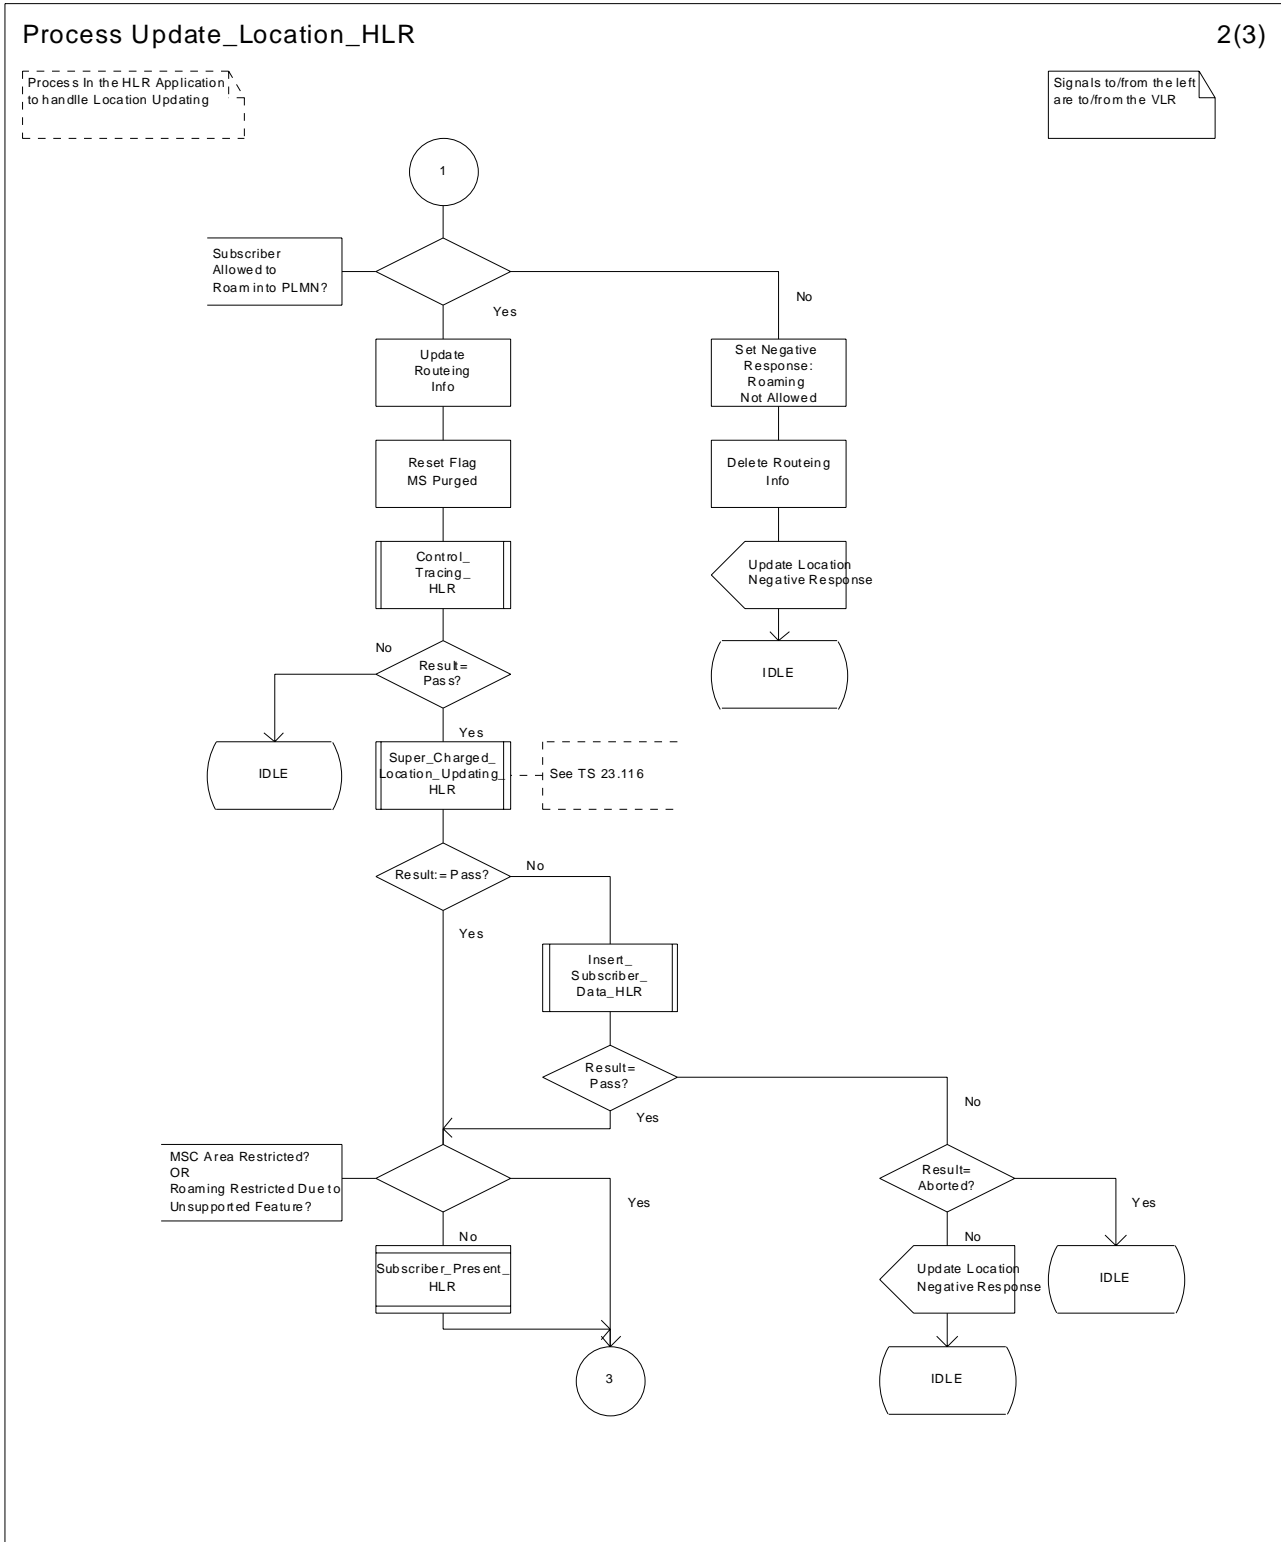 Process Update_Location_HLR
2(3)
Process In the HLR Application
to handlle Location Updating
Signals to/from the left
are to/from the VLR
1
Subscriber
Allowed to
Roam into PLMN?
Yes
No
Update
Routeing
Info
Set Negative
Response:
Roaming
Not Allowed
Reset Flag
MS Purged
Delete Routeing
Info
Control_
Tracing_
HLR
Update Location
Negative Response
No
Result=
Pass?
IDLE
Yes
IDLE
Super_Charged_
Location_Updating_
HLR
See TS 23.116
Result:= Pass?
No
Yes
Insert_
Subscriber_
Data_HLR
Result=
Pass?
No
Yes
MSC Area Restricted?
OR
Roaming Restricted Due to
Unsupported Feature?
Yes
No
Result=
Aborted?
Yes
No
Subscriber_Present_
HLR
Update Location
Negative Response
IDLE
3
IDLE